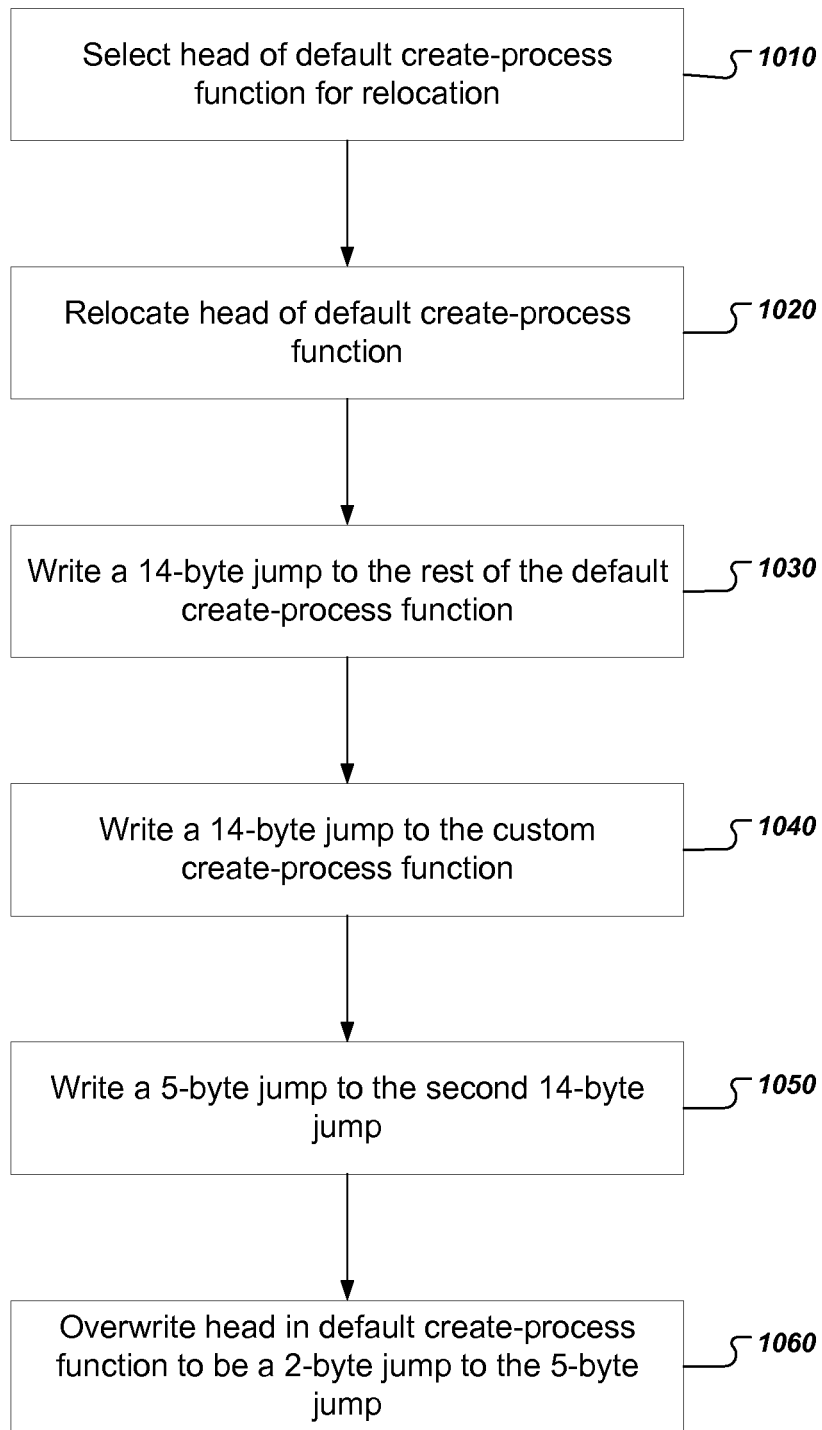 Select head of default create-process
function for relocation
1010
Relocate head of default create-process
function
1020
Write a 14-byte jump to the rest of the default
create-process function
1030
Write a 14-byte jump to the custom
create-process function
1040
Write a 5-byte jump to the second 14-byte
jump
1050
Overwrite head in default create-process
function to be a 2-byte jump to the 5-byte
jump
1060